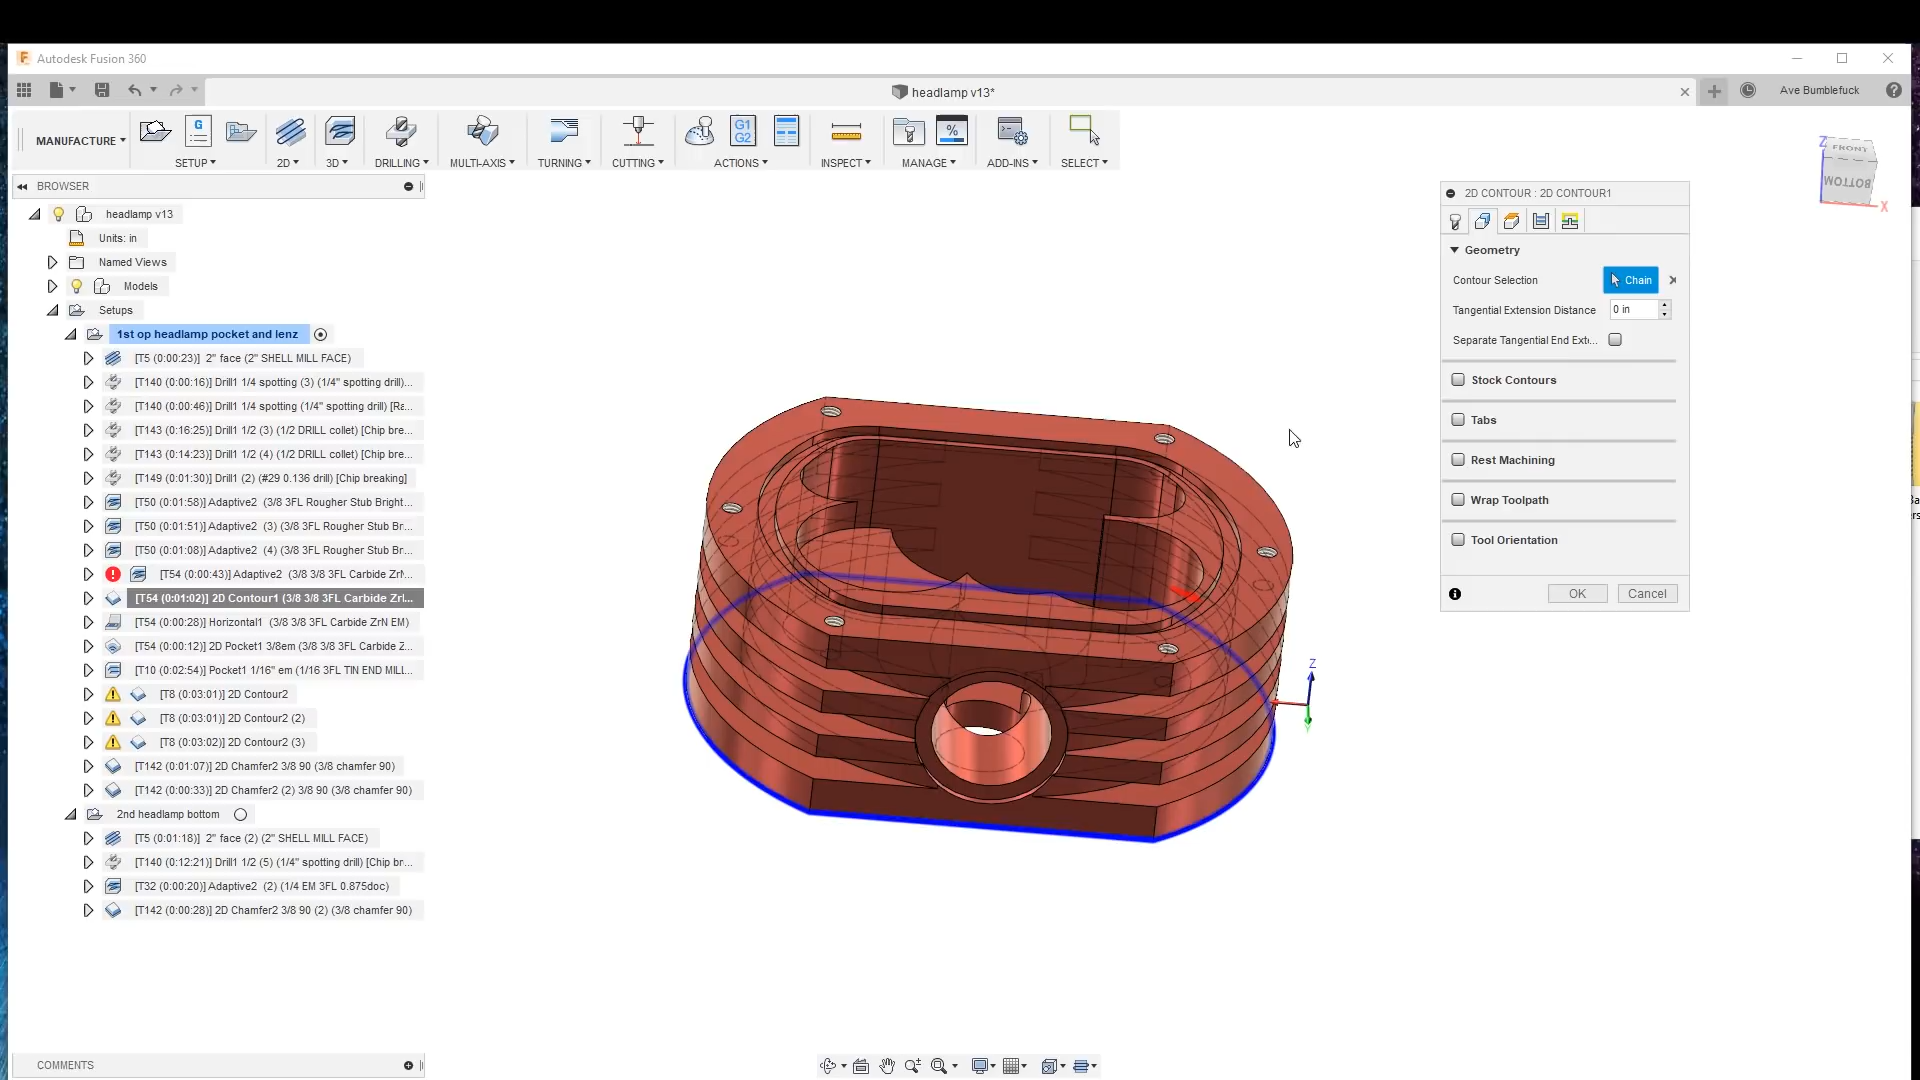 Autodesk Fusion 360
headlamp v13*
Ave Bumblefuck
MANUFACTURE
SETUP
2D
3D
DRILLING
MULTI-AXIS
TURNING
CUTTING
G1
G2
ACTIONS
INSPECT
MANAGE
ADD-INS
SELECT
BROWSER
headlamp v13
Units: in
Named Views
Models
Setups
1st op headlamp pocket and lenz
[T5 (0:00:23)] 2" face (2" SHELL MILL FACE)
[T140 (0:00:16)] Drill1 1/4 spotting (3) (1/4" spotting drill)...
[T140 (0:00:46)] Drill1 1/4 spotting (1/4" spotting drill) [Ra...
[T143 (0:16:25)] Drill1 1/2 (3) (1/2 DRILL collet) [Chip bre...
[T143 (0:14:23)] Drill1 1/2 (4) (1/2 DRILL collet) [Chip bre...
[T149 (0:01:30)] Drill1 (2) (#29 0.136 drill) [Chip breaking]
[T50 (0:01:58)] Adaptive2 (3/8 3FL Rougher Stub Bright...
[T50 (0:01:51)] Adaptive2 (3) (3/8 3FL Rougher Stub Br...
[T50 (0:01:08)] Adaptive2 (4) (3/8 3FL Rougher Stub Br...
[T54 (0:00:43)] Adaptive2 (3/8 3/8 3FL Carbide ZrN...
[T54 (0:01:02)] 2D Contour1 (3/8 3/8 3FL Carbide Zrl...
[T54 (0:00:28)] Horizontal1 (3/8 3/8 3FL Carbide ZrN EM)
[T54 (0:00:12)] 2D Pocket1 3/8em (3/8 3/8 3FL Carbide Z...
[T10 (0:02:54)] Pocket1 1/16" em (1/16 3FL TIN END MILL...
[T8 (0:03:01)] 2D Contour2
[T8 (0:03:01)] 2D Contour2 (2)
[T8 (0:03:02)] 2D Contour2 (3)
[T142 (0:01:07)] 2D Chamfer2 3/8 90 (3/8 chamfer 90)
[T142 (0:00:33)] 2D Chamfer2 (2) 3/8 90 (3/8 chamfer 90)
2nd headlamp bottom
[T5 (0:01:18)] 2" face (2) (2" SHELL MILL FACE)
[T140 (0:12:21)] Drill1 1/2 (5) (1/4" spotting drill) [Chip br...
[T32 (0:00:20)] Adaptive2 (2) (1/4 EM 3FL 0.875doc)
[T142 (0:00:28)] 2D Chamfer2 3/8 90 (2) (3/8 chamfer 90)
COMMENTS
Z
FRONT
BOTTOM
X
2D CONTOUR : 2D CONTOUR1
Geometry
Contour Selection
Chain
Tangential Extension Distance
0 in
Separate Tangential End Ext...
Stock Contours
Tabs
Rest Machining
Wrap Toolpath
Tool Orientation
OK
Cancel
Z
Y